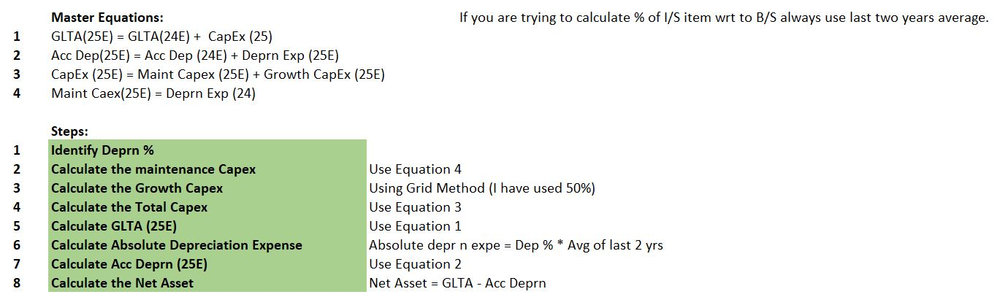 Master Equations: If you are trying to calculate % of I/S item wrt to B/S always use last two years average.
1 GLTA(25E) = GLTA(24E) + CapEx (25)
2 Acc Dep(25E) = Acc Dep (24E) + Deprn Exp (25E)
3 CapEx (25E) = Maint Capex (25E) + Growth CapEx (25E)
4 Maint Caex(25E) = Deprn Exp (24)
Steps:
1 Identify Deprn %
2 Calculate the maintenance Capex Use Equation 4
3 Calculate the Growth Capex Using Grid Method (I have used 50%)
4 Calculate the Total Capex Use Equation 3
5 Calculate GLTA (25E) Use Equation 1
6 Calculate Absolute Depreciation Expense Absolute depr n expe = Dep % * Avg of last 2 yrs
7 Calculate Acc Deprn (25E) Use Equation 2
8 Calculate the Net Asset Net Asset = GLTA - Acc Deprn